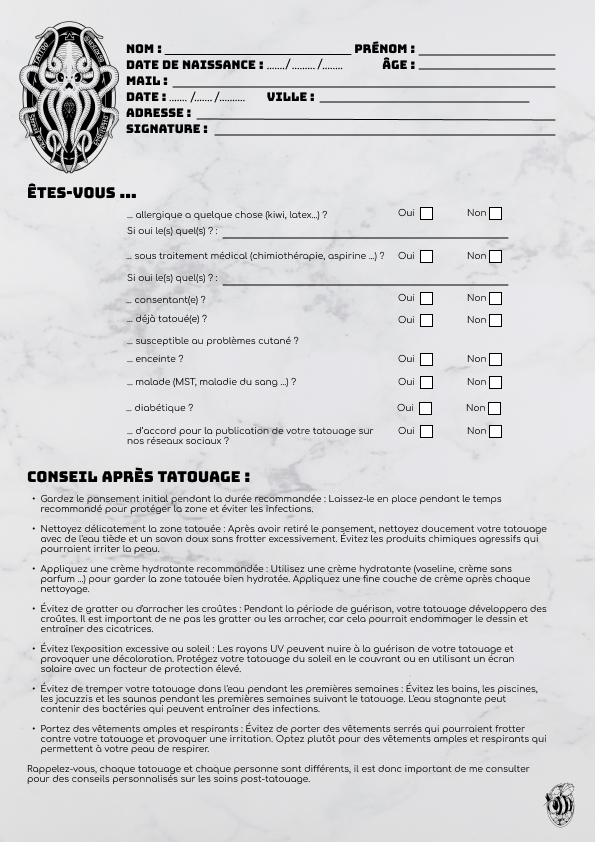 NOM : PRÉNOM :
DATE DE NAISSANCE : ......./........./....... ÂGE :
MAIL :
DATE : ....... /....../.......... VILLE :
ADRESSE :
SIGNATURE :
ÊTES-VOUS ...
... allergique a quelque chose (kiwi, latex...) ? Oui Non
Si oui le(s) quel(s) ? :
... sous traitement médical (chimiothérapie, aspirine ...) ? Oui Non
Si oui le(s) quel(s) ? :
... consentant(e) ? Oui Non
... déjà tatoué(e) ? Oui Non
... susceptible au problèmes cutané ?
... enceinte ? Oui Non
... malade (MST, maladie du sang ...) ? Oui Non
... diabétique ? Oui Non
... d'accord pour la publication de votre tatouage sur Oui Non
nos réseaux sociaux ?
CONSEIL APRÈS TATOUAGE :
• Gardez le pansement initial pendant la durée recommandée : Laissez-le en place pendant le temps
recommandé pour protéger la zone et éviter les infections.
• Nettoyez délicatement la zone tatouée : Après avoir retiré le pansement, nettoyez doucement votre tatouage
avec de l'eau tiède et un savon doux sans frotter excessivement. Évitez les produits chimiques agressifs qui
pourraient irriter la peau.
• Appliquez une crème hydratante recommandée : Utilisez une crème hydratante (vaseline, crème sans
parfum ...) pour garder la zone tatouée bien hydratée. Appliquez une fine couche de crème après chaque
nettoyage.
• Évitez de gratter ou d'arracher les croûtes : Pendant la période de guérison, votre tatouage développera des
croûtes. Il est important de ne pas les gratter ou les arracher, car cela pourrait endommager le dessin et
entraîner des cicatrices.
• Évitez l'exposition excessive au soleil : Les rayons UV peuvent nuire à la guérison de votre tatouage et
provoquer une décoloration. Protégez votre tatouage du soleil en le couvrant ou en utilisant un écran
solaire avec un facteur de protection élevé.
• Évitez de tremper votre tatouage dans l'eau pendant les premières semaines : Évitez les bains, les piscines,
les jacuzzis et les saunas pendant les premières semaines suivant le tatouage. L'eau stagnante peut
contenir des bactéries qui peuvent entraîner des infections.
• Portez des vêtements amples et respirants : Évitez de porter des vêtements serrés qui pourraient frotter
contre votre tatouage et provoquer une irritation. Optez plutôt pour des vêtements amples et respirants qui
permettent à votre peau de respirer.
Rappelez-vous, chaque tatouage et chaque personne sont différents, il est donc important de me consulter
pour des conseils personnalisés sur les soins post-tatouage.